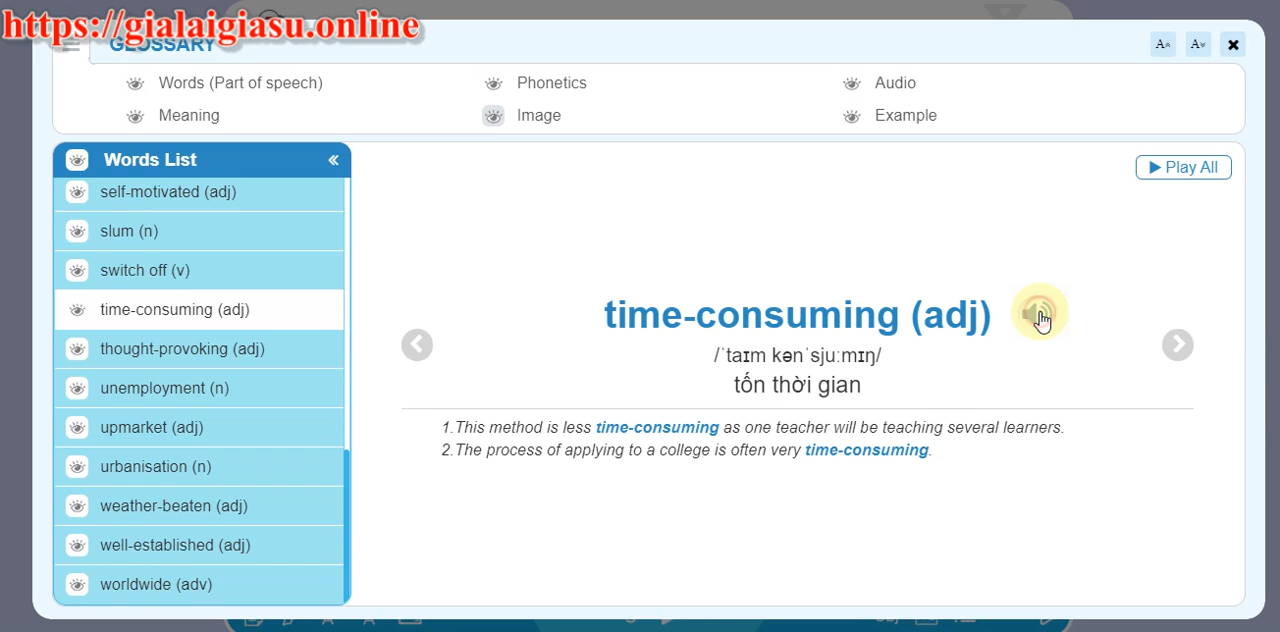 https://gialaigiasu.online
GLOSSARY
Words (Part of speech)
Phonetics
Audio
Meaning
Image
Example
Words List
self-motivated (adj)
slum (n)
switch off (v)
time-consuming (adj)
thought-provoking (adj)
unemployment (n)
upmarket (adj)
urbanisation (n)
weather-beaten (adj)
well-established (adj)
worldwide (adv)
Play All
time-consuming (adj)
/ˈtaɪm kənˈsjuːmɪŋ/
tốn thời gian
1.This method is less time-consuming as one teacher will be teaching several learners.
2.The process of applying to a college is often very time-consuming.